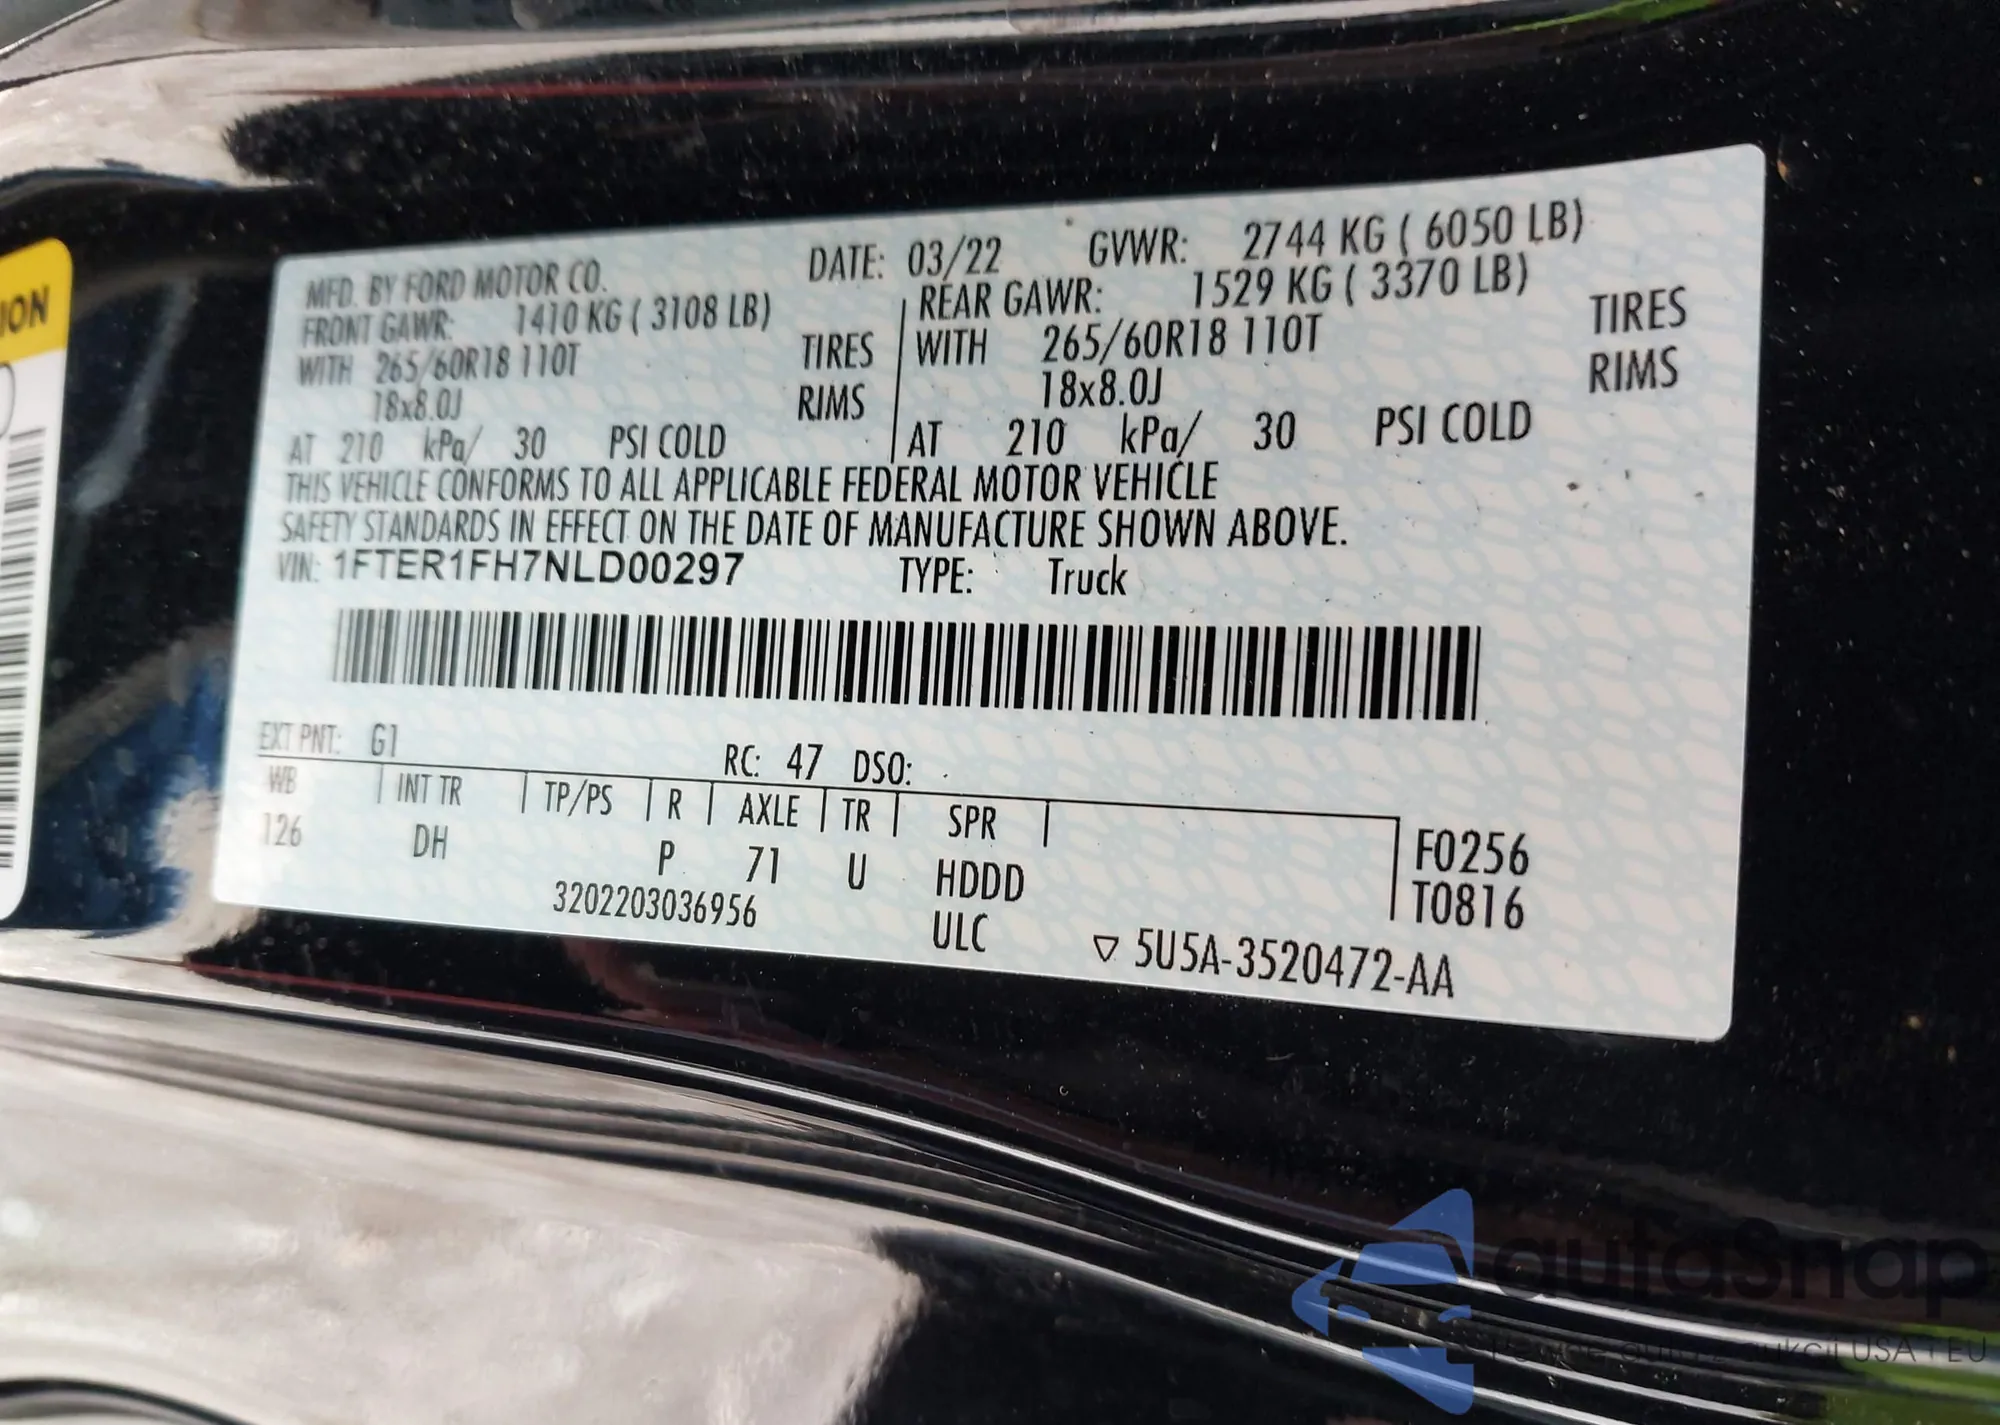 ION
MFD. BY FORD MOTOR CO. DATE: 03/22 GVWR: 2744 KG ( 6050 LB)
FRONT GAWR: 1410 KG ( 3108 LB) REAR GAWR: 1529 KG ( 3370 LB)
WITH 265/60R18 110T TIRES WITH 265/60R18 110T TIRES
18x8.0J RIMS 18x8.0J RIMS
AT 210 kPa/ 30 PSI COLD AT 210 kPa/ 30 PSI COLD
THIS VEHICLE CONFORMS TO ALL APPLICABLE FEDERAL MOTOR VEHICLE
SAFETY STANDARDS IN EFFECT ON THE DATE OF MANUFACTURE SHOWN ABOVE.
VIN: 1FTER1FH7NLD00297 TYPE: Truck
EXT PNT: G1 RC: 47 DSO:
WB INT TR TP/PS R AXLE TR SPR
126 DH P 71 U HDDD F0256
3202203036956 ULC T0816
▽ 5U5A-3520472-AA
autaSnap
USA i EU